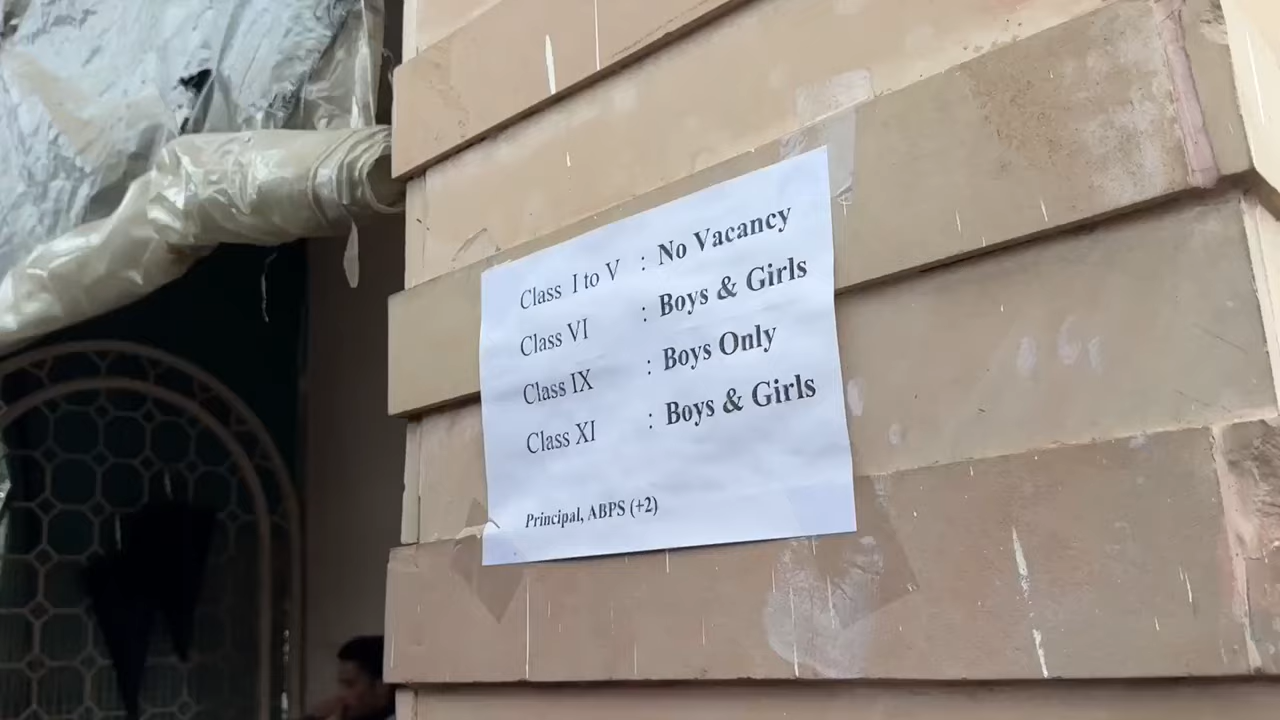 Class I to V : No Vacancy
Class VI : Boys & Girls
Class IX : Boys Only
Class XI : Boys & Girls
Principal, ABPS (+2)